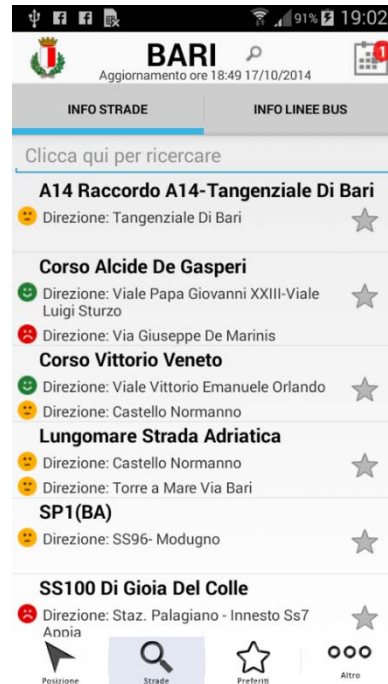 91% 19:02
BARI
1
Aggiornamento ore 18:49 17/10/2014
INFO STRADE
INFO LINEE BUS
Clicca qui per ricercare
A14 Raccordo A14-Tangenziale Di Bari
Direzione: Tangenziale Di Bari
Corso Alcide De Gasperi
Direzione: Viale Papa Giovanni XXIII-Viale
Luigi Sturzo
Direzione: Via Giuseppe De Marinis
Corso Vittorio Veneto
Direzione: Viale Vittorio Emanuele Orlando
Direzione: Castello Normanno
Lungomare Strada Adriatica
Direzione: Castello Normanno
Direzione: Torre a Mare Via Bari
SP1(BA)
Direzione: SS96- Modugno
SS100 Di Gioia Del Colle
Direzione: Staz. Palagiano - Innesto Ss7
Appia
Posizione
Strade
Preferiti
Altro